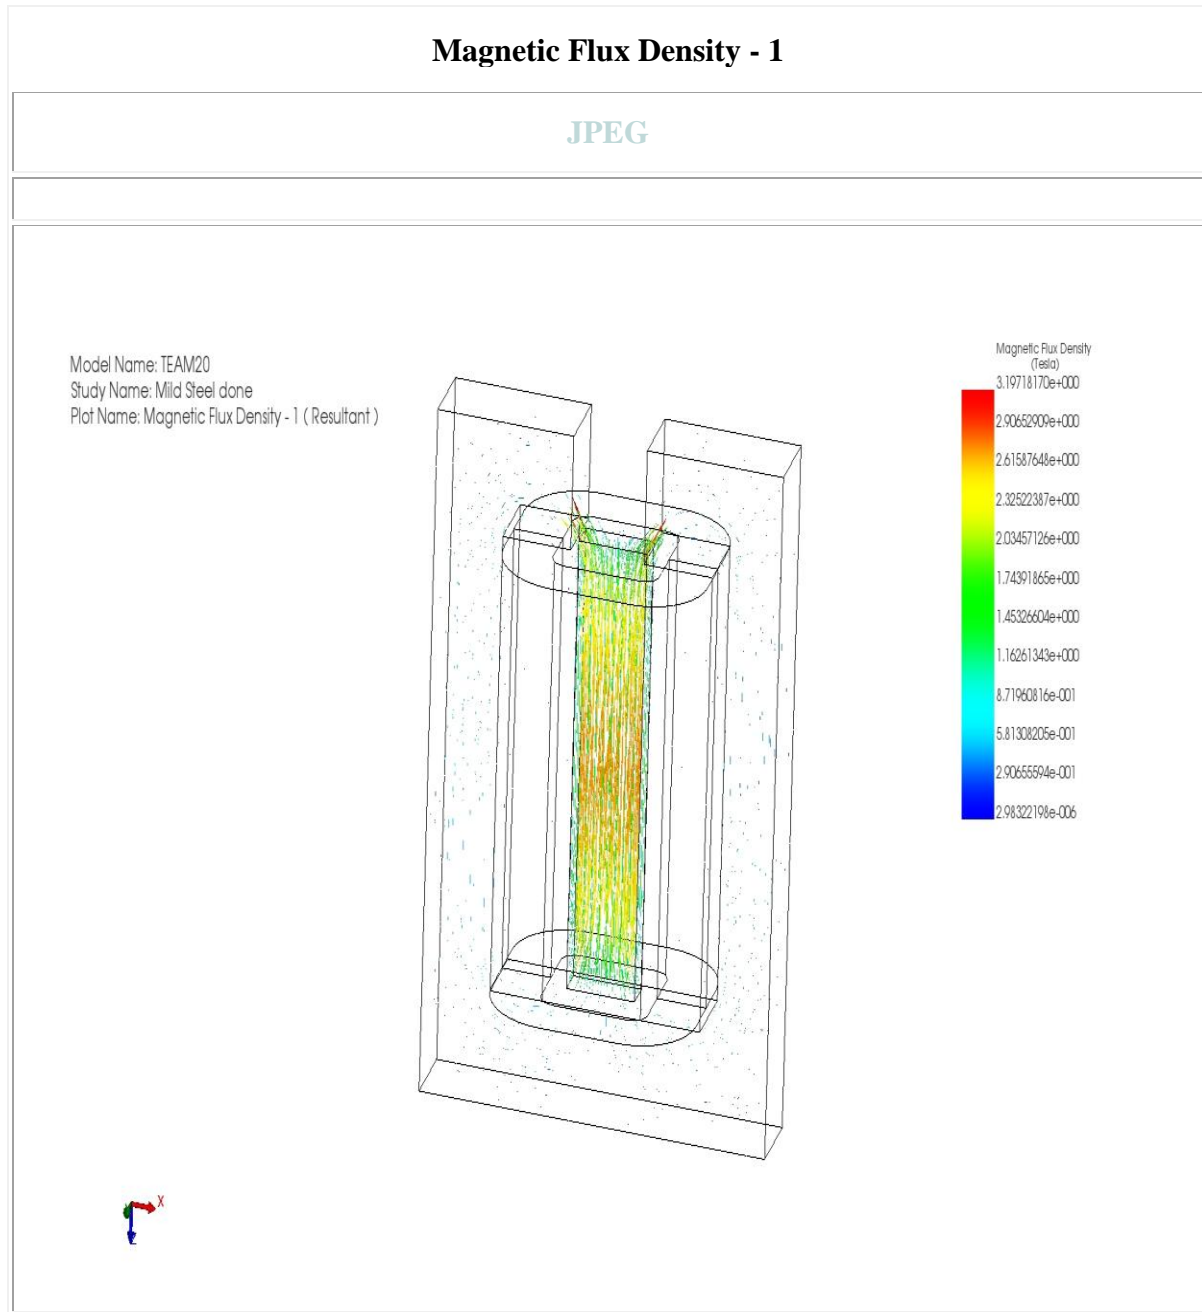 Magnetic Flux Density - 1
JPEG
Model Name: TEAM20
Study Name: Mild Steel done
Plot Name: Magnetic Flux Density - 1 ( Resultant )
Magnetic Flux Density
(Tesla)
3.19718170e+000
2.90652909e+000
2.61587648e+000
2.32522387e+000
2.03457126e+000
1.74391865e+000
1.45326604e+000
1.16261343e+000
8.71960816e-001
5.81308205e-001
2.90655594e-001
2.98322198e-006
X
Z